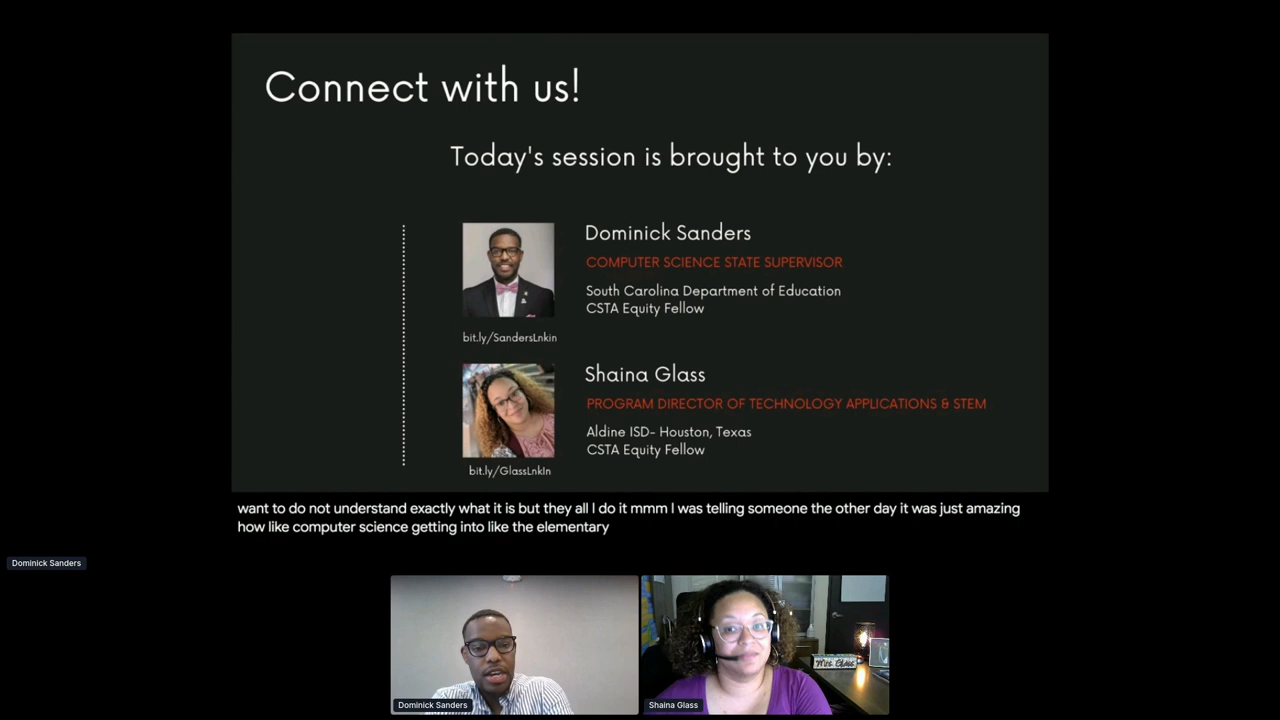 Connect with us!
Today's session is brought to you by:
Dominick Sanders
COMPUTER SCIENCE STATE SUPERVISOR
South Carolina Department of Education
CSTA Equity Fellow
bit.ly/SandersLnkin
Shaina Glass
PROGRAM DIRECTOR OF TECHNOLOGY APPLICATIONS & STEM
Aldine ISD- Houston, Texas
CSTA Equity Fellow
bit.ly/GlassLnkIn
want to do not understand exactly what it is but they all I do it mmm I was telling someone the other day it was just amazing
how like computer science getting into like the elementary
Dominick Sanders
Mrs. Glass
Dominick Sanders
Shaina Glass